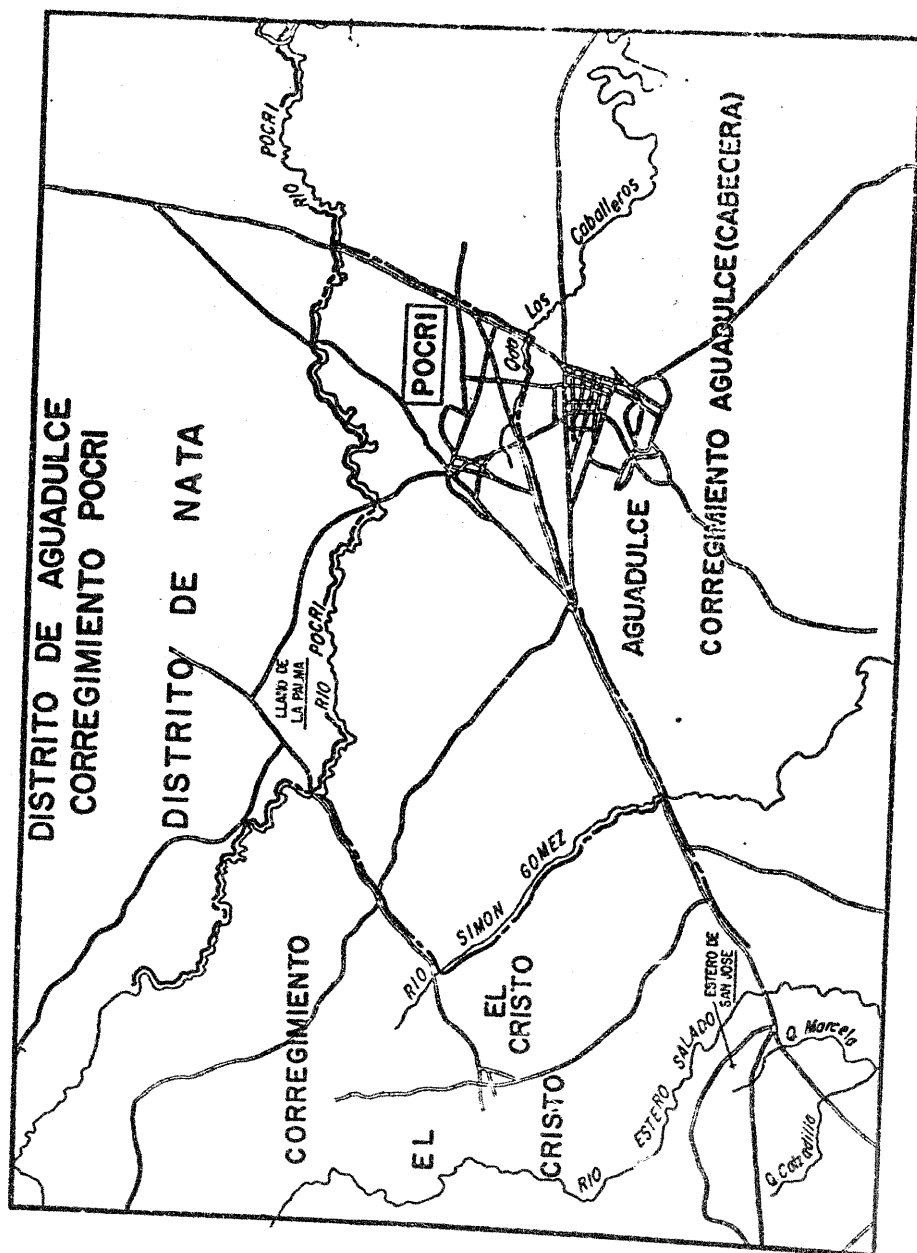 DISTRITO DE AGUADULCE
CORREGIMIENTO POCRI
DISTRITO DE NATA
RIO POCRI
LLANO DE
LA PALMA
RIO POCRI
POCRI
Qda Los Caballeros
CORREGIMIENTO
EL CRISTO
RIO SIMON GOMEZ
EL
CRISTO
AGUADULCE
CORREGIMIENTO AGUADULCE (CABECERA)
RIO ESTERO SALADO
ESTERO DE
SAN JOSE
Q. Marcela